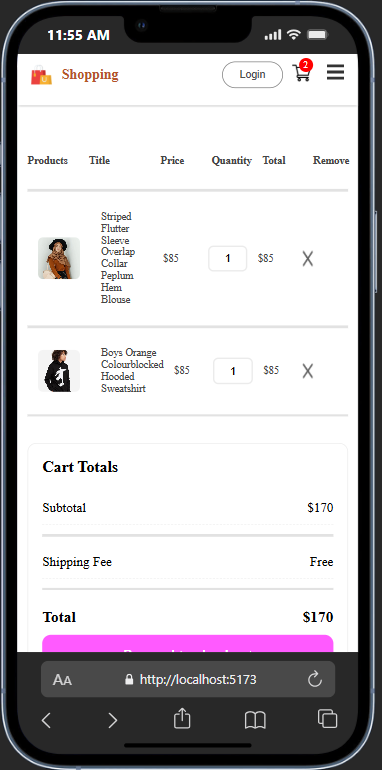 11:55 AM
Shopping Login 2
Products Title Price Quantity Total Remove
Striped
Flutter
Sleeve
Overlap
Collar
Peplum
Hem
Blouse
$85 1 $85 X
Boys Orange
Colourblocked
Hooded
Sweatshirt
$85 1 $85 X
Cart Totals
Subtotal $170
Shipping Fee Free
Total $170
AA http://localhost:5173